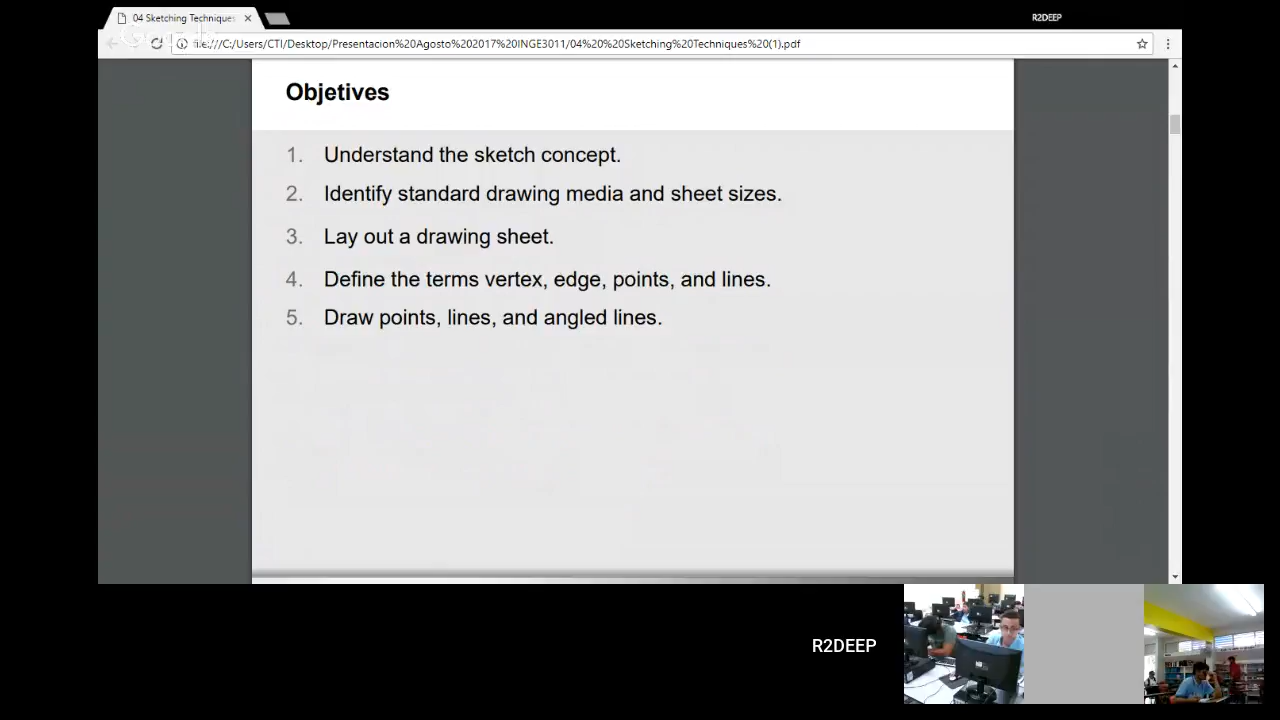 04 Sketching Techniques
R2DEEP
file:///C:/Users/CTI/Desktop/Presentacion%20Agosto%202017%20INGE3011/04%20%20Sketching%20Techniques%20(1).pdf
Objetives
1. Understand the sketch concept.
2. Identify standard drawing media and sheet sizes.
3. Lay out a drawing sheet.
4. Define the terms vertex, edge, points, and lines.
5. Draw points, lines, and angled lines.
R2DEEP